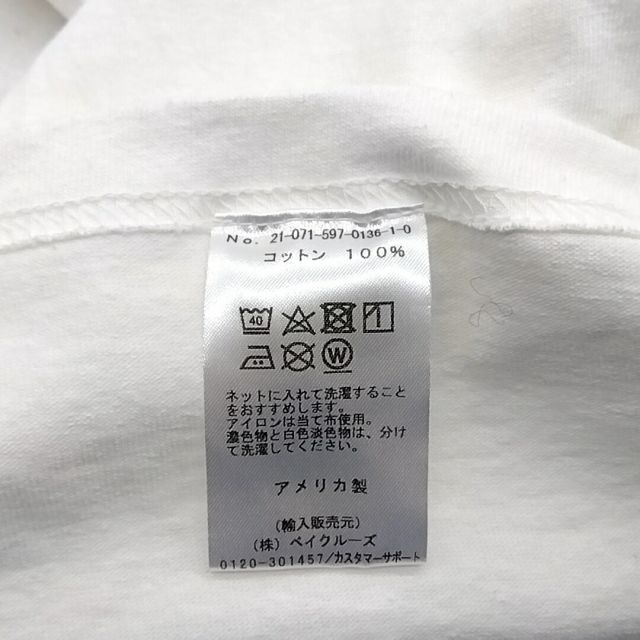 No. 21-071-597-0136-1-0
コットン 100%
40
W
ネットに入れて洗濯すること
をおすすめします。
アイロンは当て布使用。
濃色物と白色淡色物は、分け
て洗濯してください。
アメリカ製
(輸入販売元)
(株) ベイクルーズ
0120-301457/カスタマーサポート